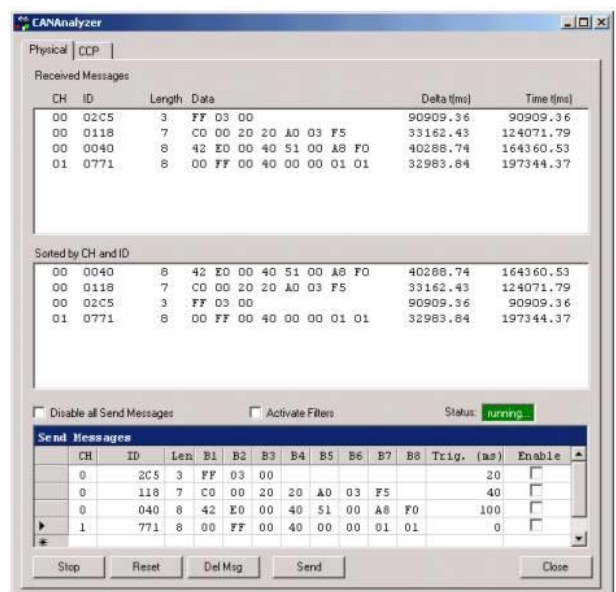 CANAnalyzer
Physical CCP
Received Messages
CH ID Length Data Delta t[ms] Time t[ms]
00 02C5 3 FF 03 00 90909.36 90909.36
00 0118 7 C0 00 20 20 A0 03 F5 33162.43 124071.79
00 0040 8 42 E0 00 40 51 00 A8 F0 40288.74 164360.53
01 0771 8 00 FF 00 40 00 00 01 01 32983.84 197344.37
Sorted by CH and ID
00 0040 8 42 E0 00 40 51 00 A8 F0 40288.74 164360.53
00 0118 7 C0 00 20 20 A0 03 F5 33162.43 124071.79
00 02C5 3 FF 03 00 90909.36 90909.36
01 0771 8 00 FF 00 40 00 00 01 01 32983.84 197344.37
Disable all Send Messages Activate Filters Status: running...
Send Messages
CH ID Len B1 B2 B3 B4 B5 B6 B7 B8 Trig. (ms) Enable
0 2C5 3 FF 03 00 20
0 118 7 C0 00 20 20 A0 03 F5 40
0 040 8 42 E0 00 40 51 00 A8 F0 100
1 771 8 00 FF 00 40 00 00 01 01 0
Stop Reset Del Msg Send Close